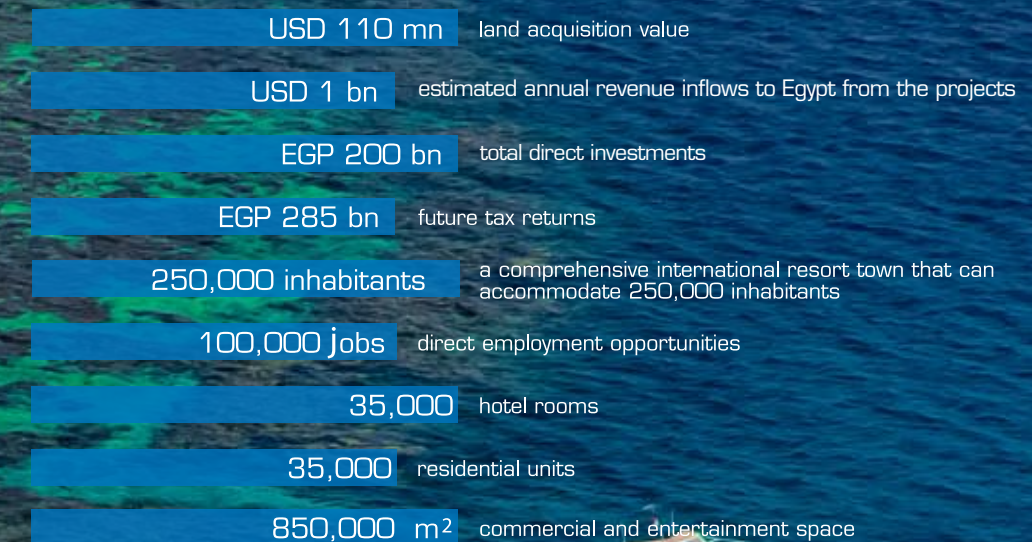 USD 110 mn land acquisition value
USD 1 bn estimated annual revenue inflows to Egypt from the projects
EGP 200 bn total direct investments
EGP 285 bn future tax returns
250,000 inhabitants a comprehensive international resort town that can
accommodate 250,000 inhabitants
100,000 jobs direct employment opportunities
35,000 hotel rooms
35,000 residential units
850,000 m² commercial and entertainment space